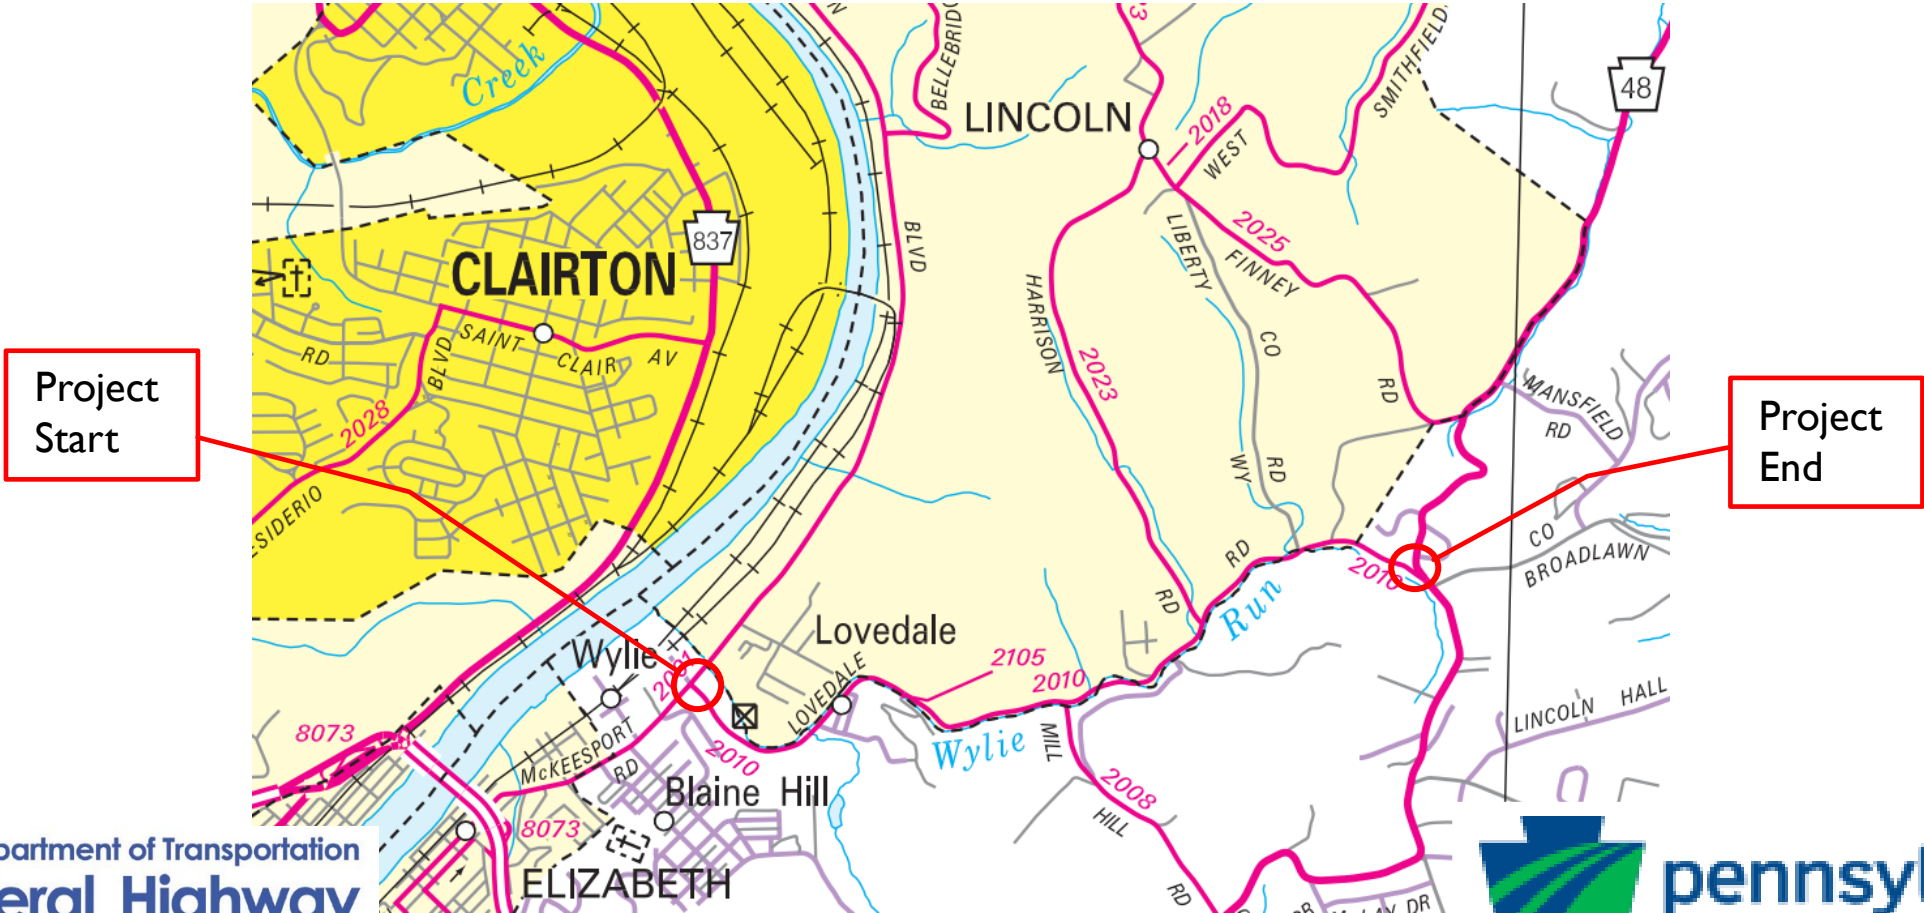 Creek
BELLEBRIDG
LINCOLN
2018
WEST
SMITHFIELD
48
837
CLAIRTON
BLVD
LIBERTY
2025
FINNEY
HARRISON
CO
SAINT
CLAIR
AV
RD
BLVD
2028
2023
RD
MANSFIELD
RD
Project
Start
Project
End
SIDERIO
WY
RD
CO
BROADLAWN
RD
2010
RD
Run
Wylie
2001
Lovedale
2105
2010
LOVEDALE
LINCOLN HALL
8073
McKEESPORT
RD
2010
Wylie
MILL
2008
HILL
Blaine Hill
8073
RD
DR
ELIZABETH
partment of Transportation
eral Highway
pennsyl